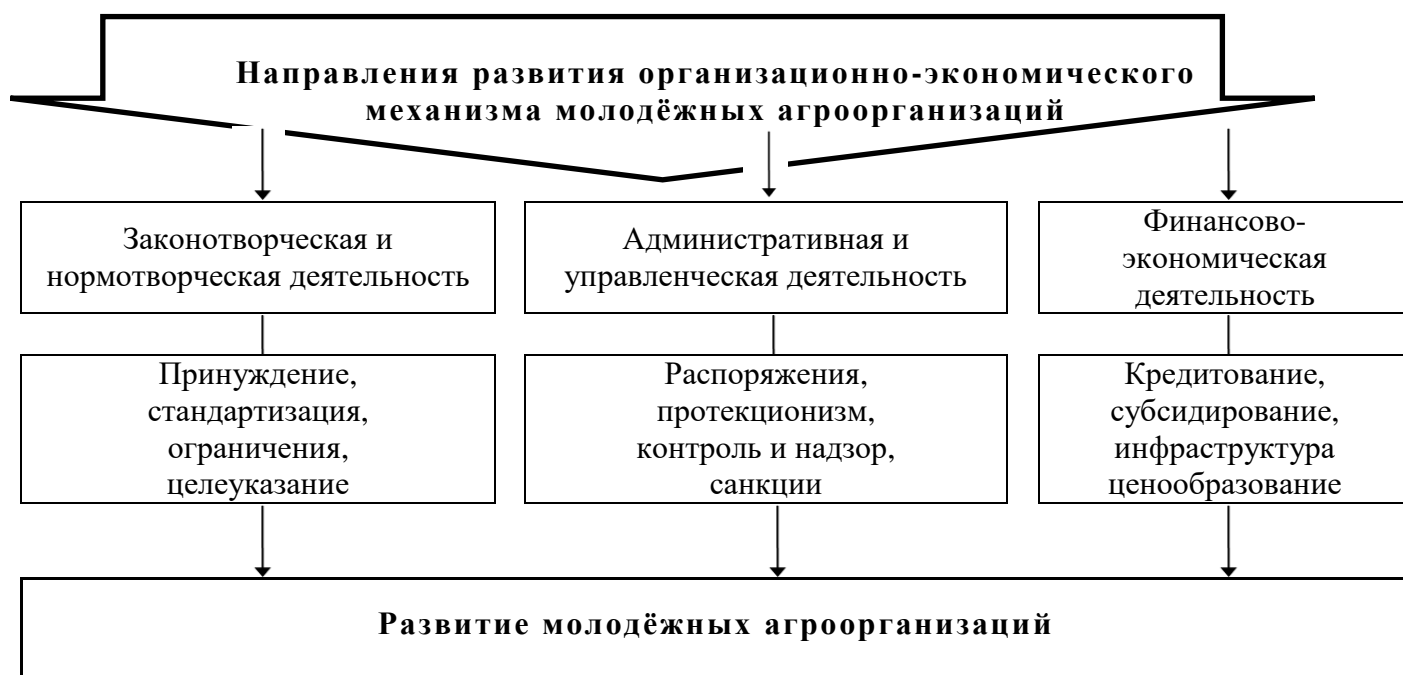 Направления развития организационно-экономического
механизма молодёжных агроорганизаций
Законотворческая и
нормотворческая деятельность
Административная и
управленческая деятельность
Финансово-
экономическая
деятельность
Принуждение,
стандартизация,
ограничения,
целеуказание
Распоряжения,
протекционизм,
контроль и надзор,
санкции
Кредитование,
субсидирование,
инфраструктура
ценообразование
Развитие молодёжных агроорганизаций